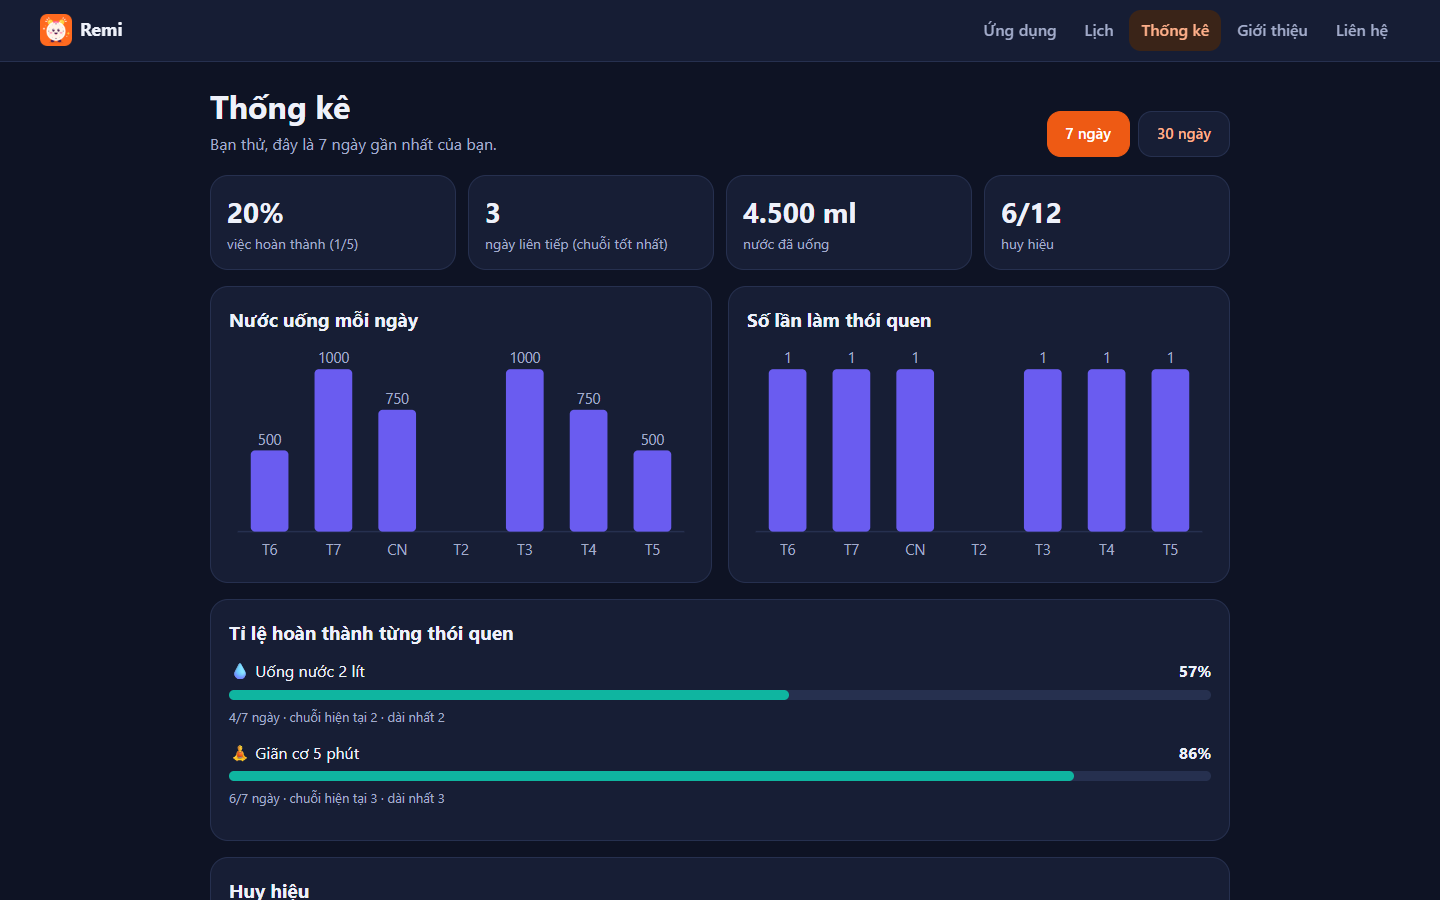 Remi
Ứng dụng
Lịch
Thống kê
Giới thiệu
Liên hệ
Thống kê
Bạn thử, đây là 7 ngày gần nhất của bạn.
7 ngày
30 ngày
20%
việc hoàn thành (1/5)
3
ngày liên tiếp (chuỗi tốt nhất)
4.500 ml
nước đã uống
6/12
huy hiệu
Nước uống mỗi ngày
500
1000
750
1000
750
500
T6
T7
CN
T2
T3
T4
T5
Số lần làm thói quen
1
1
1
1
1
1
T6
T7
CN
T2
T3
T4
T5
Tỉ lệ hoàn thành từng thói quen
Uống nước 2 lít
57%
4/7 ngày · chuỗi hiện tại 2 · dài nhất 2
Giãn cơ 5 phút
86%
6/7 ngày · chuỗi hiện tại 3 · dài nhất 3
Huy hiệu